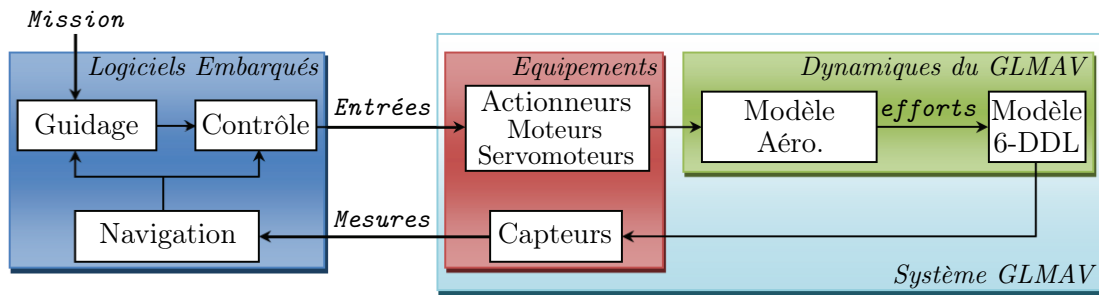 Mission
Logiciels Embarqués
Equipements
Dynamiques du GLMAV
Guidage
Contrôle
Entrées
Actionneurs
Moteurs
Servomoteurs
Modèle
Aéro.
efforts
Modèle
6-DDL
Navigation
Mesures
Capteurs
Système GLMAV